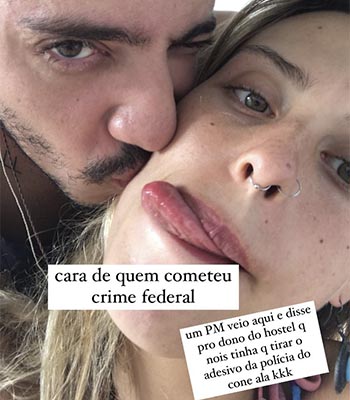 cara de quem cometeu
crime federal
um PM veio aqui e disse
pro dono do hostel q
nois tinha q tirar o
adesivo da polícia do
cone ala kkk